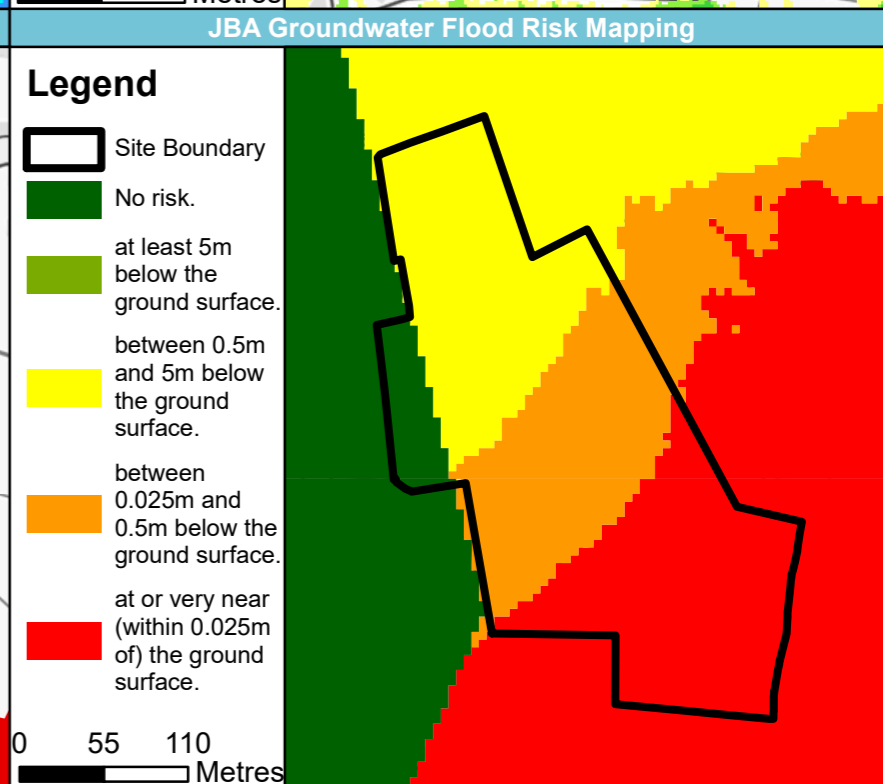 Metres
JBA Groundwater Flood Risk Mapping
Legend
Site Boundary
No risk.
at least 5m
below the
ground surface.
between 0.5m
and 5m below
the ground
surface.
between
0.025m and
0.5m below the
ground surface.
at or very near
(within 0.025m
of) the ground
surface.
0 55 110
Metres